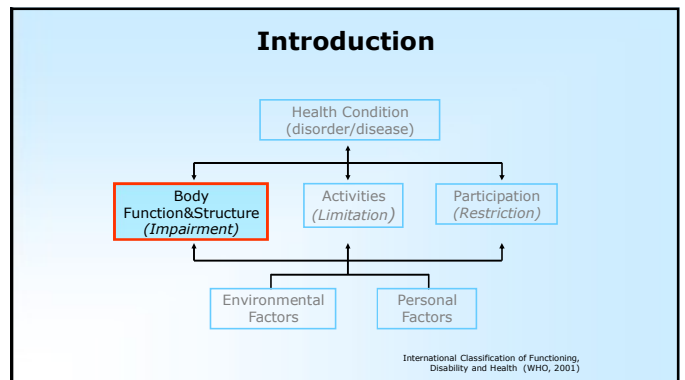 Introduction
Health Condition
(disorder/disease)
Body
Function&Structure
(Impairment)
Activities
(Limitation)
Participation
(Restriction)
Environmental
Factors
Personal
Factors
International Classification of Functioning,
Disability and Health (WHO, 2001)